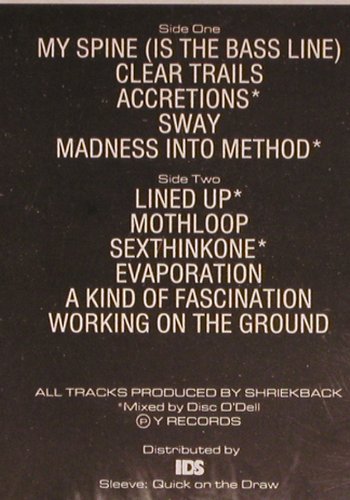 Side One
MY SPINE (IS THE BASS LINE)
CLEAR TRAILS
ACCRETIONS*
SWAY
MADNESS INTO METHOD*
Side Two
LINED UP*
MOTHLOOP
SEXTHINKONE*
EVAPORATION
A KIND OF FASCINATION
WORKING ON THE GROUND
ALL TRACKS PRODUCED BY SHRIEKBACK
*Mixed by Disc O'Dell
Ⓟ Y RECORDS
Distributed by
IDS
Sleeve: Quick on the Draw